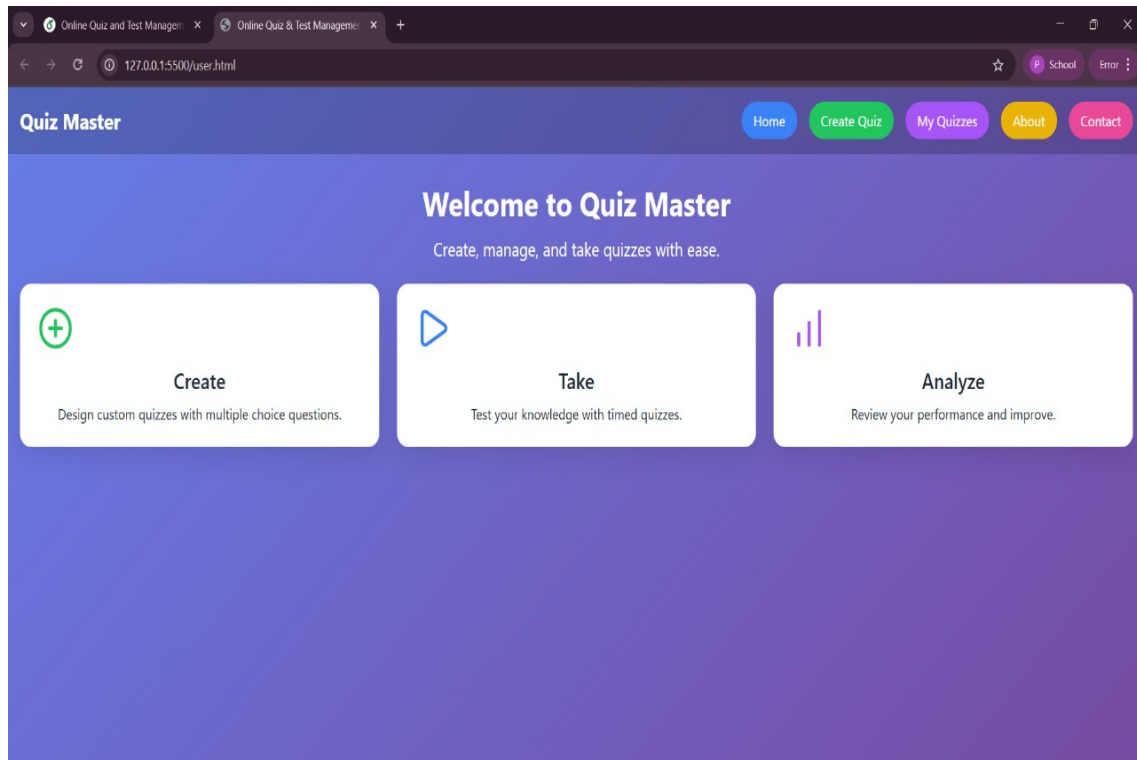 Online Quiz and Test Managem
Online Quiz & Test Managemen
127.0.0.1:5500/user.html
P School
Error
Quiz Master
Home
Create Quiz
My Quizzes
About
Contact
Welcome to Quiz Master
Create, manage, and take quizzes with ease.
Create
Take
Analyze
Design custom quizzes with multiple choice questions.
Test your knowledge with timed quizzes.
Review your performance and improve.